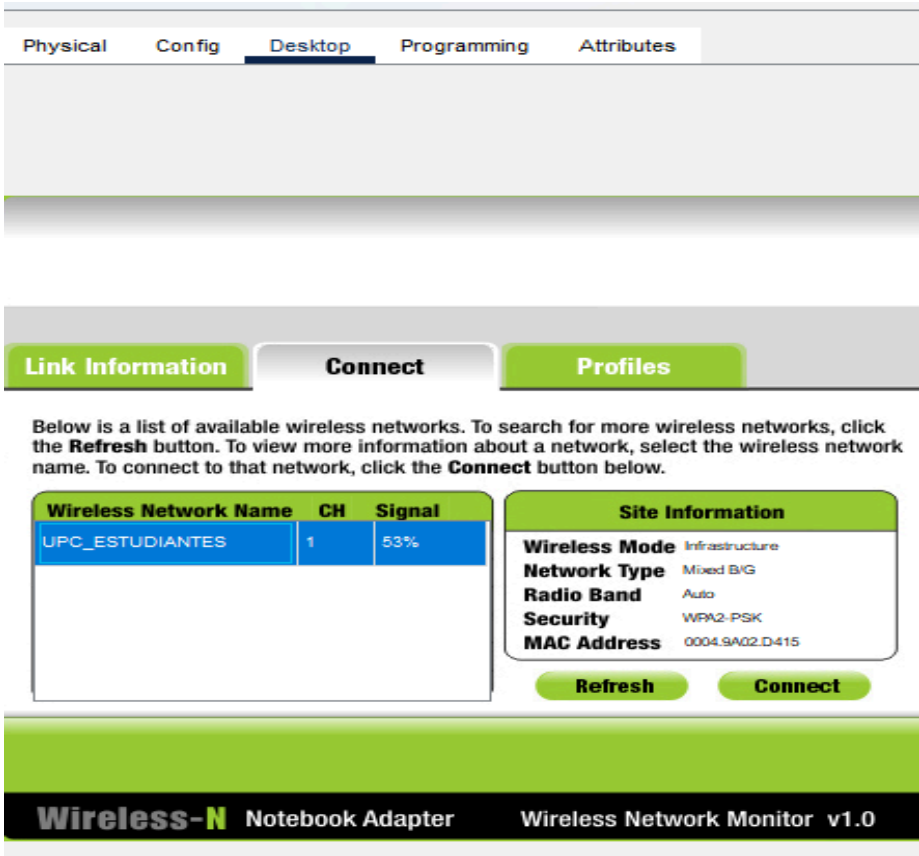 Physical Config Desktop Programming Attributes
Link Information Connect Profiles
Below is a list of available wireless networks. To search for more wireless networks, click
the Refresh button. To view more information about a network, select the wireless network
name. To connect to that network, click the Connect button below.
Wireless Network Name CH Signal
UPC_ESTUDIANTES 1 53%
Site Information
Wireless Mode Infrastructure
Network Type Mixed B/G
Radio Band Auto
Security WPA2-PSK
MAC Address 0004.9A02.D415
Refresh Connect
Wireless-N Notebook Adapter Wireless Network Monitor v1.0